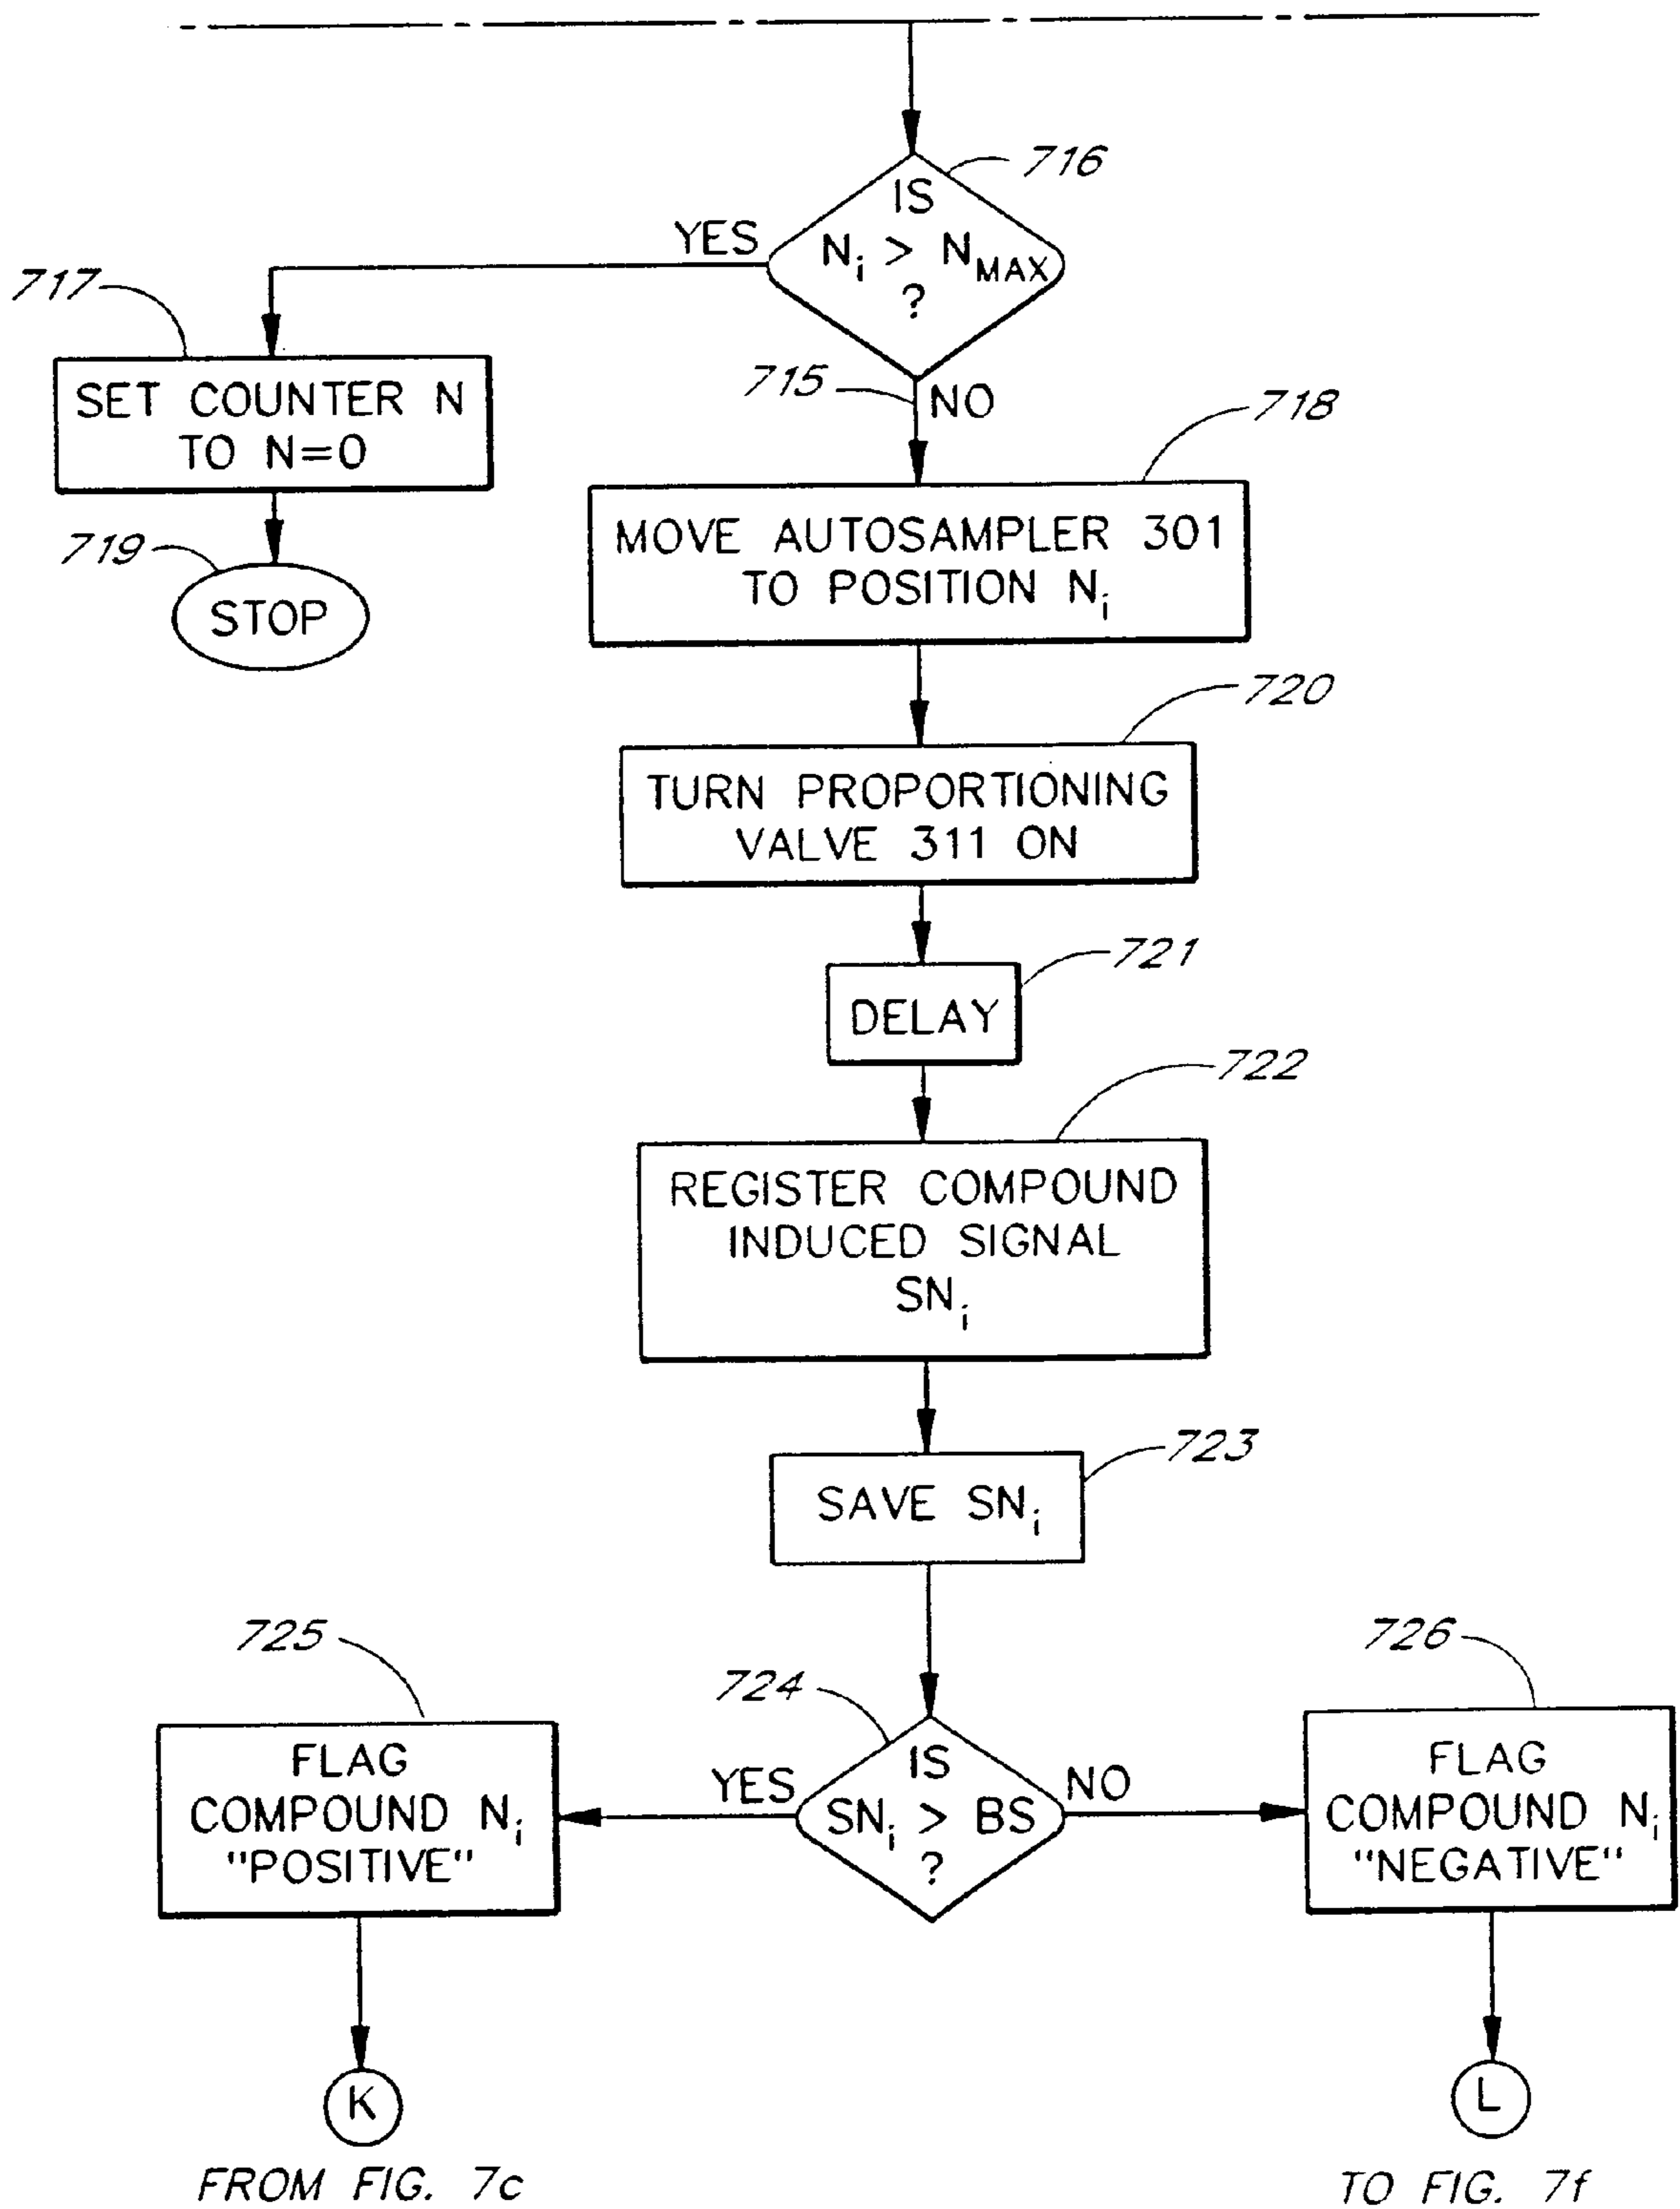 716
IS
YES
Ni > NMAX
?
717
715
NO
718
SET COUNTER N
TO N=0
MOVE AUTOSAMPLER 301
TO POSITION Ni
719
STOP
720
TURN PROPORTIONING
VALVE 311 ON
721
DELAY
722
REGISTER COMPOUND
INDUCED SIGNAL
SNi
723
SAVE SNi
725
726
724
FLAG
COMPOUND Ni
"POSITIVE"
YES
IS
SNi > BS
?
NO
FLAG
COMPOUND Ni
"NEGATIVE"
K
L
FROM FIG. 7c
TO FIG. 7f